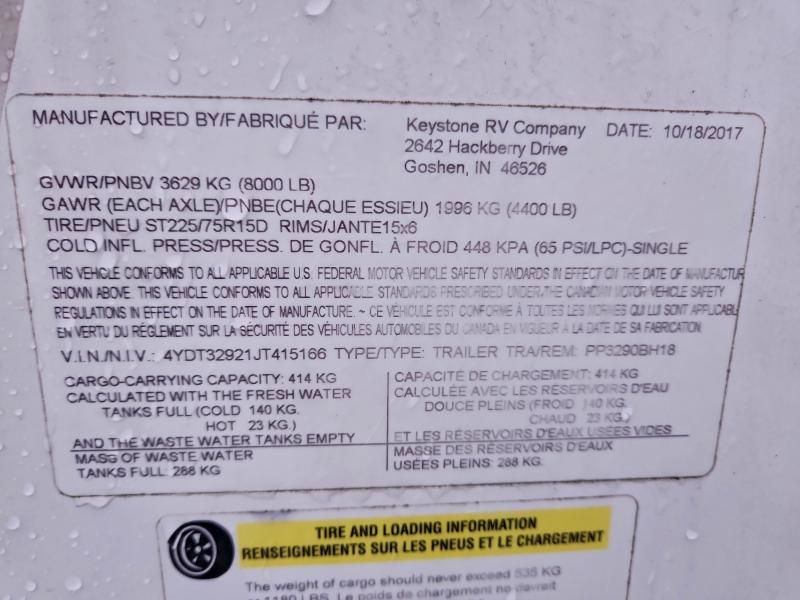 MANUFACTURED BY/FABRIQUÉ PAR: Keystone RV Company DATE: 10/18/2017
2642 Hackberry Drive
Goshen, IN 46526
GVWR/PNBV 3629 KG (8000 LB)
GAWR (EACH AXLE)/PNBE(CHAQUE ESSIEU) 1996 KG (4400 LB)
TIRE/PNEU ST225/75R15D RIMS/JANTE15x6
COLD INFL. PRESS/PRESS. DE GONFL. À FROID 448 KPA (65 PSI/LPC)-SINGLE
THIS VEHICLE CONFORMS TO ALL APPLICABLE U.S. FEDERAL MOTOR VEHICLE SAFETY STANDARDS IN EFFECT ON THE DATE OF MANUFACTUR
SHOWN ABOVE. THIS VEHICLE CONFORMS TO ALL APPLICABLE STANDARDS PRESCRIBED UNDER THE CANADIAN MOTOR VEHICLE SAFETY
REGULATIONS IN EFFECT ON THE DATE OF MANUFACTURE. ~ CE VÉHICULE EST CONFORME À TOUTES LES NORMES QUI LUI SONT APPLICABL
EN VERTU DU RÉGLEMENT SUR LA SÉCURITÉ DES VÉHICULES AUTOMOBILES DU CANADA EN VIGUEUR À LA DATE DE SA FABRICATION.
V.I.N./N.I.V.: 4YDT32921JT415166 TYPE/TYPE: TRAILER TRA/REM: PP3290BH18
CARGO-CARRYING CAPACITY: 414 KG
CALCULATED WITH THE FRESH WATER
TANKS FULL (COLD 140 KG.
HOT 23 KG.)
AND THE WASTE WATER TANKS EMPTY
MASS OF WASTE WATER
TANKS FULL: 288 KG
CAPACITÉ DE CHARGEMENT: 414 KG
CALCULÉE AVEC LES RÉSERVOIRS D'EAU
DOUCE PLEINS (FROID 140 KG.
CHAUD 23 KG.)
ET LES RÉSERVOIRS D'EAUX USÉES VIDES
MASSE DES RÉSERVOIRS D'EAUX
USÉES PLEINS: 288 KG.
TIRE AND LOADING INFORMATION
RENSEIGNEMENTS SUR LES PNEUS ET LE CHARGEMENT
The weight of cargo should never exceed 535 KG
1180 LBS. Le poids de chargement ne devrait